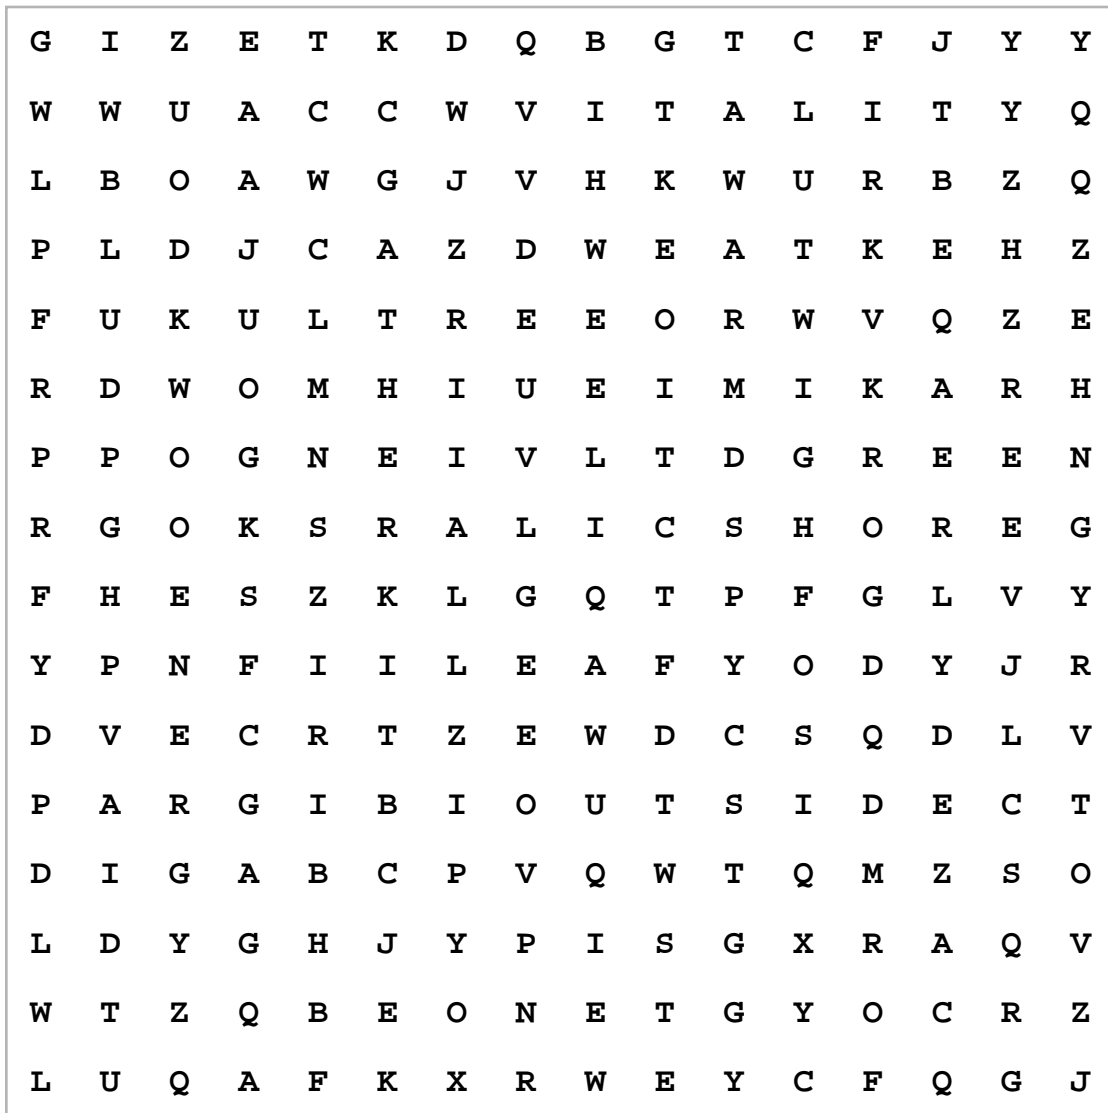 G I Z E T K D Q B G T C F J Y Y
W W U A C C W V I T A L I T Y Q
L B O A W G J V H K W U R B Z Q
P L D J C A Z D W E A T K E H Z
F U K U L T R E E O R W V Q Z E
R D W O M H I U E I M I K A R H
P P O G N E I V L T D G R E E N
R G O K S R A L I C S H O R E G
F H E S Z K L G Q T P F G L V Y
Y P N F I I L E A F Y O D Y J R
D V E C R T Z E W D C S Q D L V
P A R G I B I O U T S I D E C T
D I G A B C P V Q W T Q M Z S O
L D Y G H J Y P I S G X R A Q V
W T Z Q B E O N E T G Y O C R Z
L U Q A F K X R W E Y C F Q G J